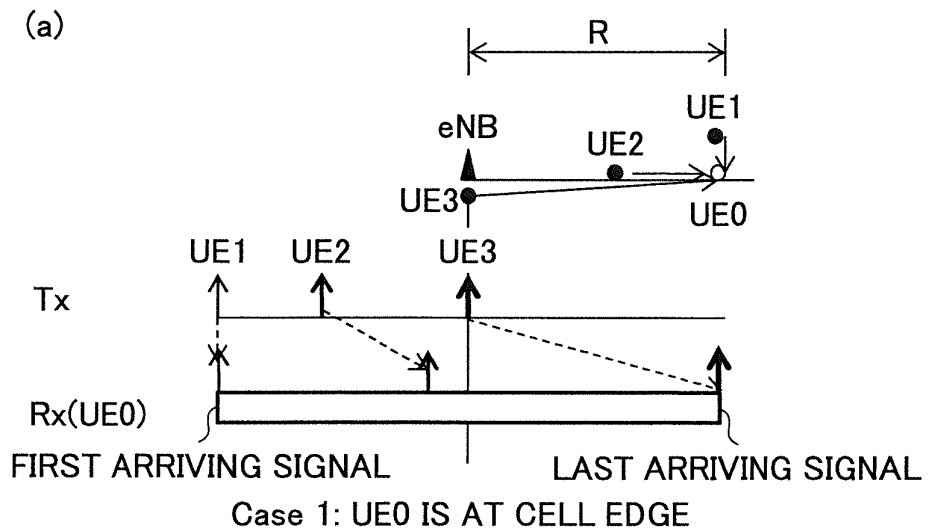 (a)
R
UE1
eNB
UE2
UE3
UE0
UE1 UE2 UE3
Tx
Rx(UE0)
FIRST ARRIVING SIGNAL LAST ARRIVING SIGNAL
Case 1: UE0 IS AT CELL EDGE